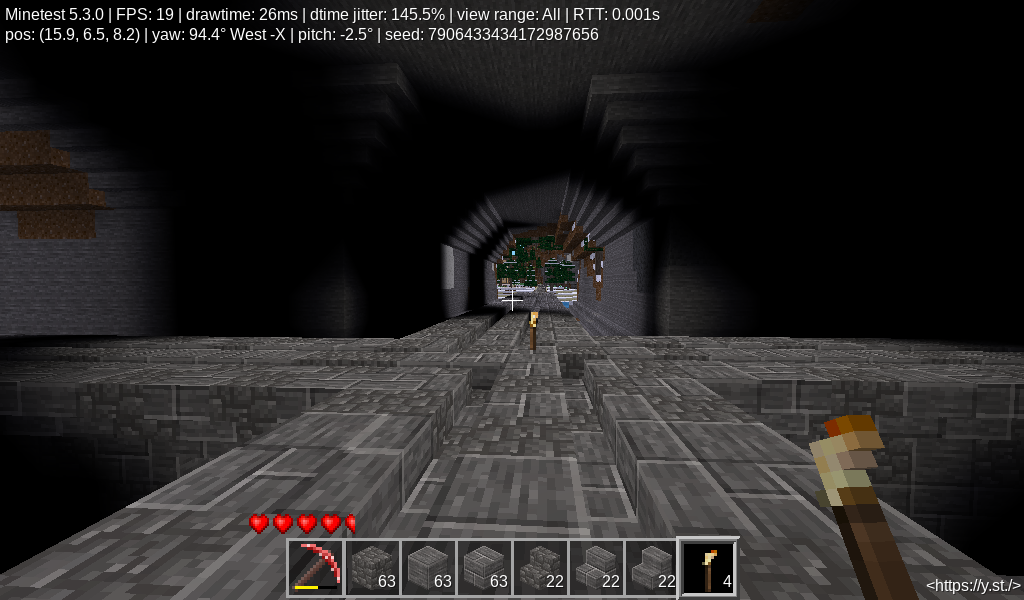 Minetest 5.3.0 | FPS: 19 | drawtime: 26ms | dtime jitter: 145.5% | view range: All | RTT: 0.001s
pos: (15.9, 6.5, 8.2) | yaw: 94.4° West -X | pitch: -2.5° | seed: 7906433434172987656
63 63 63 22 22 22 4
<https://y.st./>